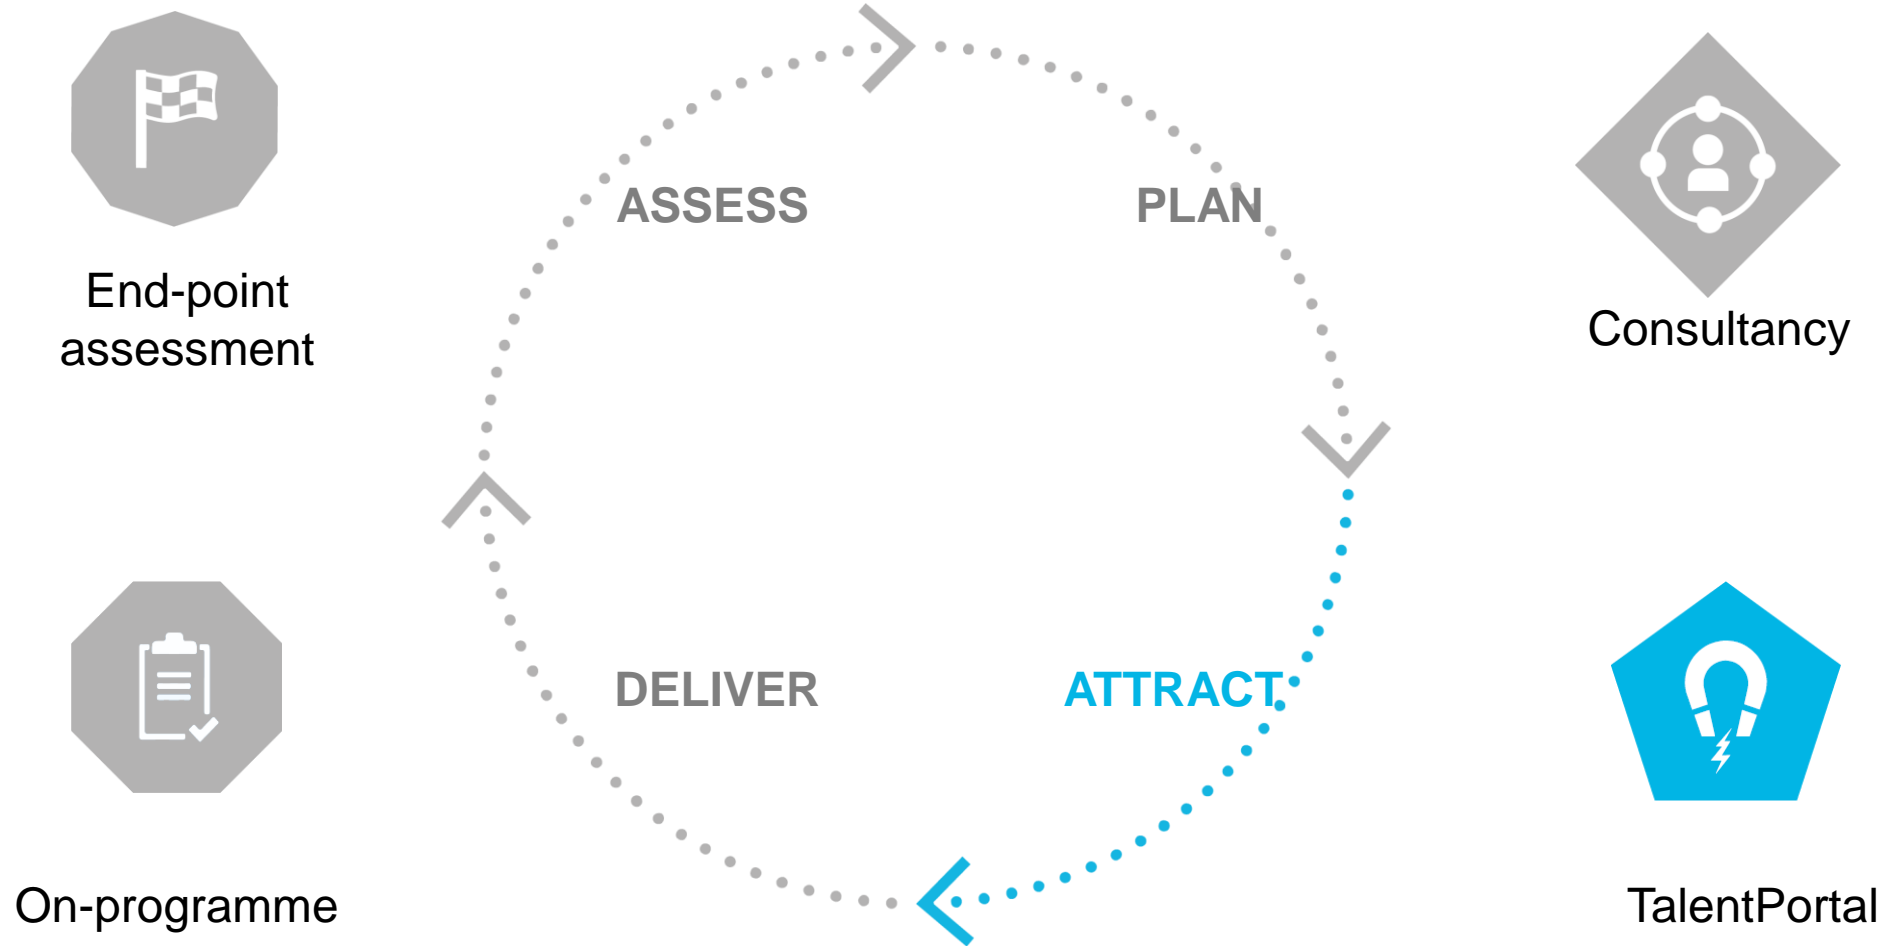 ASSESS
PLAN
End-point
assessment
Consultancy
DELIVER
ATTRACT
On-programme
TalentPortal